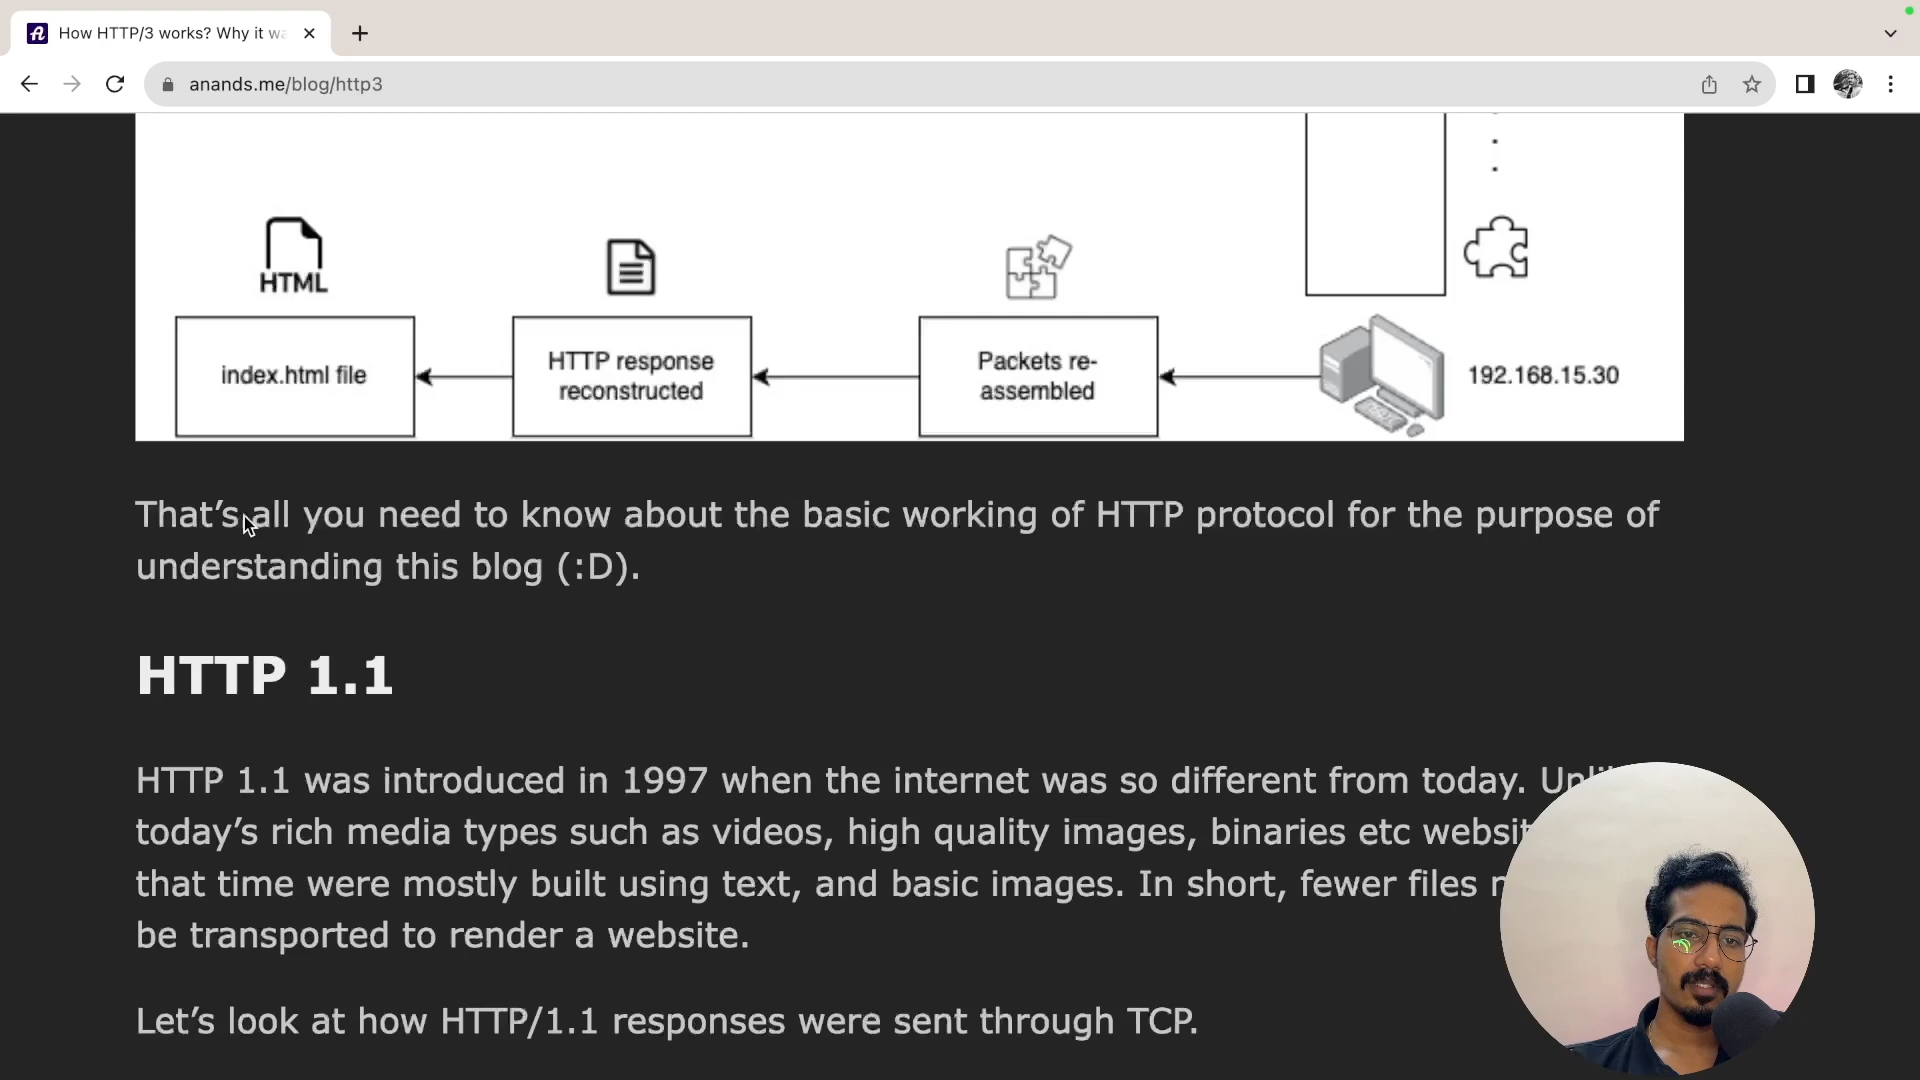 How HTTP/3 works? Why it wa
anands.me/blog/http3
HTML
index.html file
HTTP response
reconstructed
Packets re-
assembled
192.168.15.30
That’s all you need to know about the basic working of HTTP protocol for the purpose of
understanding this blog (:D).
HTTP 1.1
HTTP 1.1 was introduced in 1997 when the internet was so different from today.
today’s rich media types such as videos, high quality images, binaries etc
that time were mostly built using text, and basic images. In short, fewer files
be transported to render a website.
Let’s look at how HTTP/1.1 responses were sent through TCP.